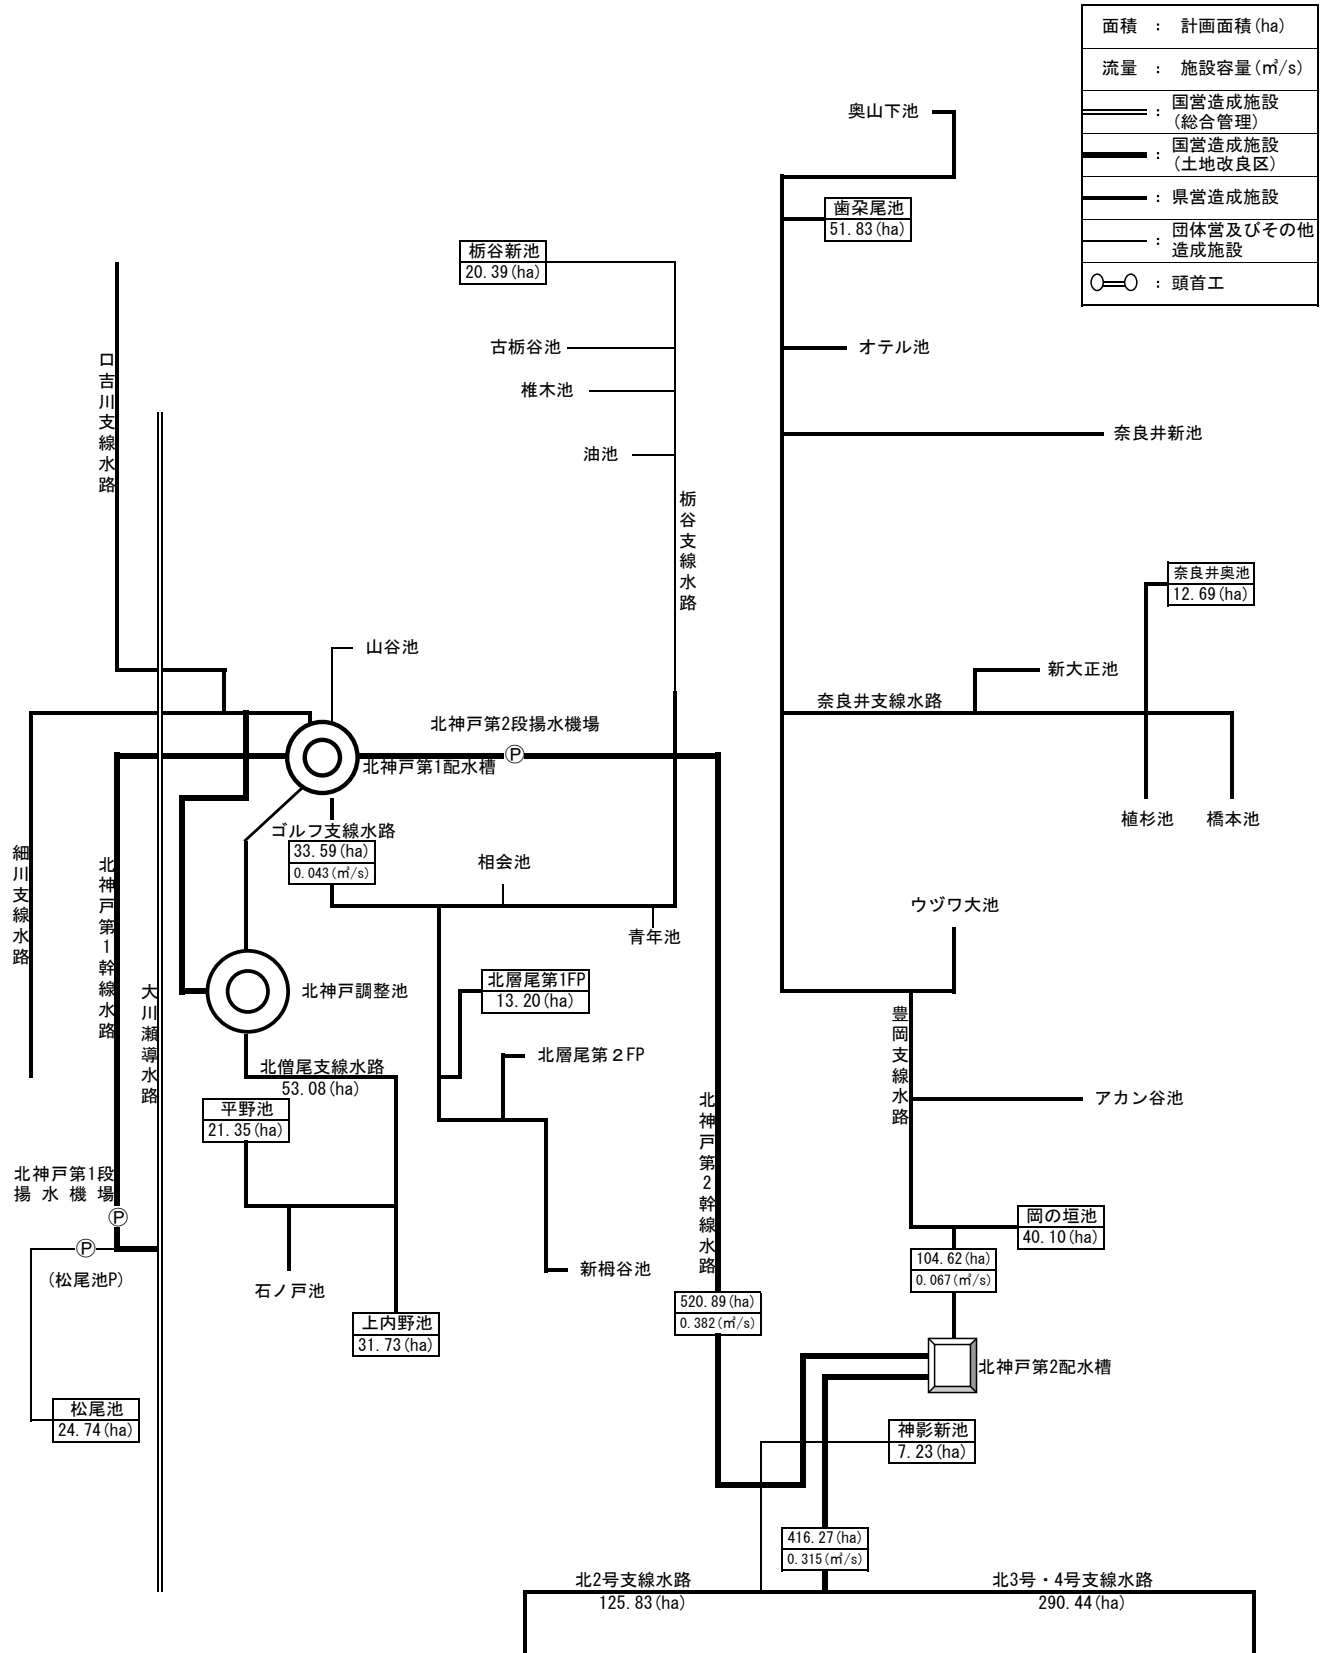 面積 : 計画面積(ha)
流量 : 施設容量(㎥/s)
: 国営造成施設
(総合管理)
: 国営造成施設
(土地改良区)
: 県営造成施設
: 団体営及びその他
造成施設
: 頭首工
奥山下池
歯朶尾池
51.83(ha)
栃谷新池
20.39(ha)
古栃谷池
椎木池
油池
オテル池
奈良井新池
口吉川支線水路
栃谷支線水路
奈良井奥池
12.69(ha)
山谷池
新大正池
奈良井支線水路
北神戸第2段揚水機場
P
北神戸第1配水槽
植杉池
橋本池
ゴルフ支線水路
33.59(ha)
0.043(㎥/s)
相会池
青年池
ウヅワ大池
細川支線水路
北神戸第1幹線水路
大川瀬導水路
北神戸調整池
北層尾第1FP
13.20(ha)
豊岡支線水路
北層尾第2FP
北僧尾支線水路
53.08(ha)
平野池
21.35(ha)
アカン谷池
北神戸第2幹線水路
北神戸第1段
揚水機場
P
P
(松尾池P)
岡の垣池
40.10(ha)
104.62(ha)
0.067(㎥/s)
新栂谷池
石ノ戸池
520.89(ha)
0.382(㎥/s)
上内野池
31.73(ha)
北神戸第2配水槽
松尾池
24.74(ha)
神影新池
7.23(ha)
416.27(ha)
0.315(㎥/s)
北2号支線水路
125.83(ha)
北3号・4号支線水路
290.44(ha)